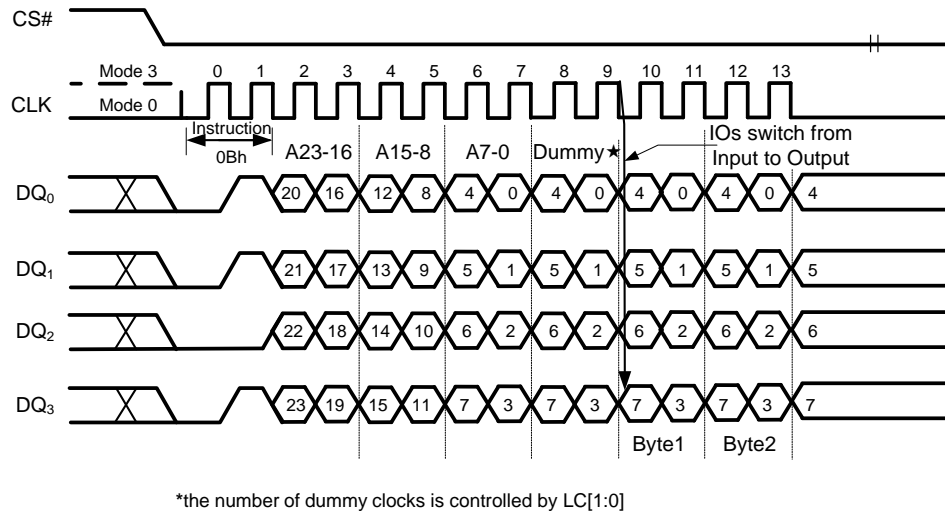 CS#
Mode 3 0 1 2 3 4 5 6 7 8 9 10 11 12 13
CLK Mode 0
Instruction IOs switch from
0Bh A23-16 A15-8 A7-0 Dummy★ Input to Output
DQ0 20 16 12 8 4 0 4 0 4 0 4 0 4
DQ1 21 17 13 9 5 1 5 1 5 1 5 1 5
DQ2 22 18 14 10 6 2 6 2 6 2 6 2 6
DQ3 23 19 15 11 7 3 7 3 7 3 7 3 7
Byte1 Byte2
*the number of dummy clocks is controlled by LC[1:0]